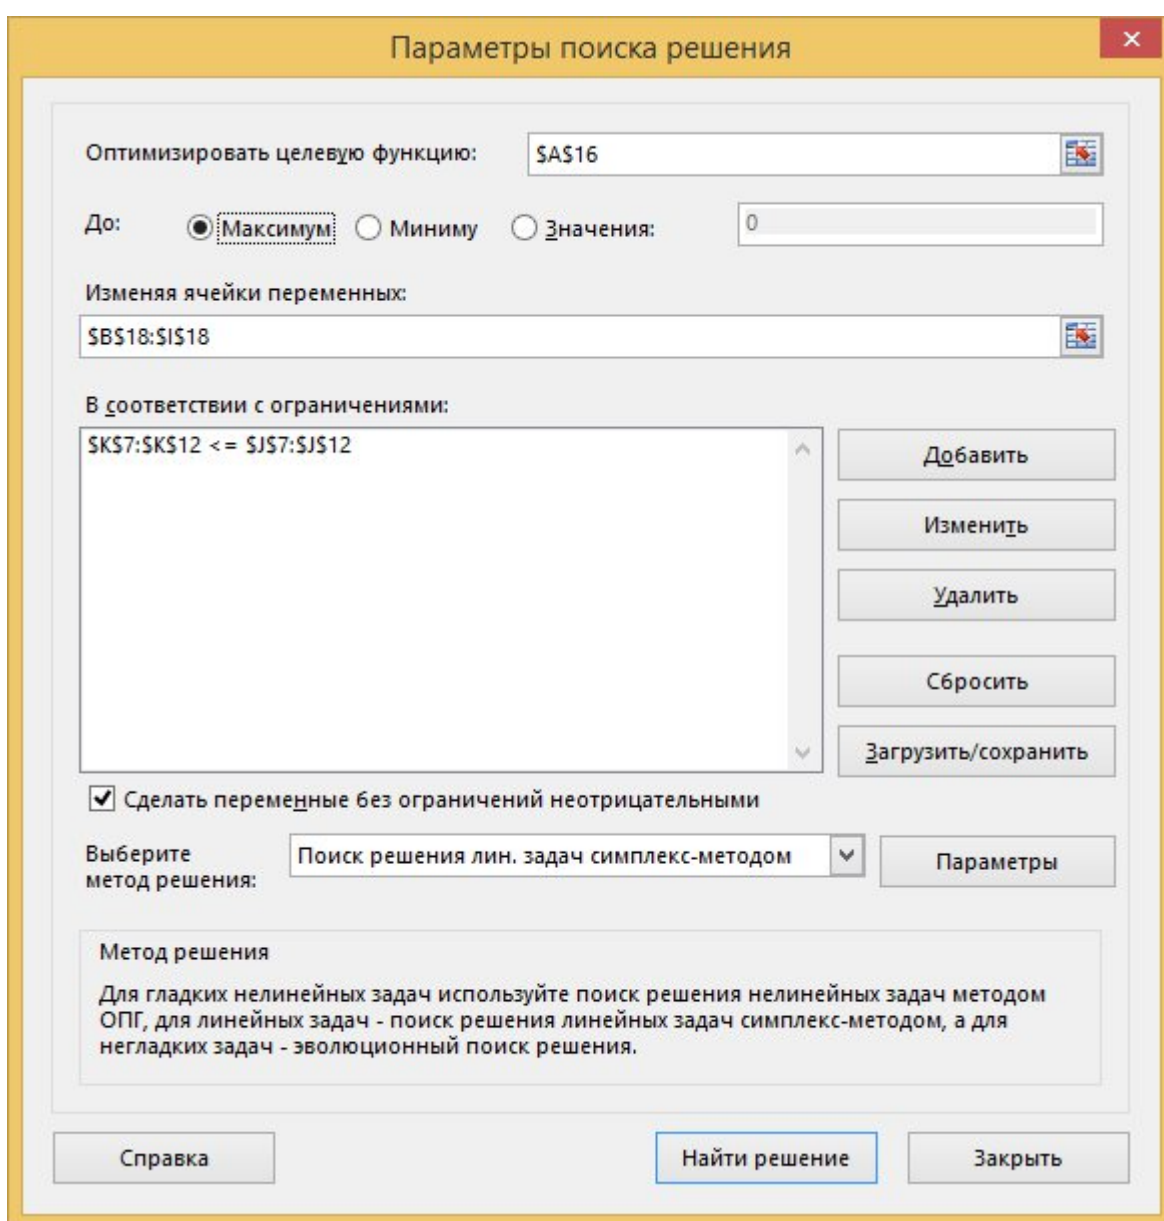 Параметры поиска решения
Оптимизировать целевую функцию: $A$16
До: Максимум Миниму Значения: 0
Изменяя ячейки переменных:
$B$18:$I$18
В соответствии с ограничениями:
$K$7:$K$12 <= $J$7:$J$12
Добавить
Изменить
Удалить
Сбросить
Загрузить/сохранить
Сделать переменные без ограничений неотрицательными
Выберите
метод решения:
Поиск решения лин. задач симплекс-методом
Параметры
Метод решения
Для гладких нелинейных задач используйте поиск решения нелинейных задач методом
ОПГ, для линейных задач - поиск решения линейных задач симплекс-методом, а для
негладких задач - эволюционный поиск решения.
Справка
Найти решение
Закрыть